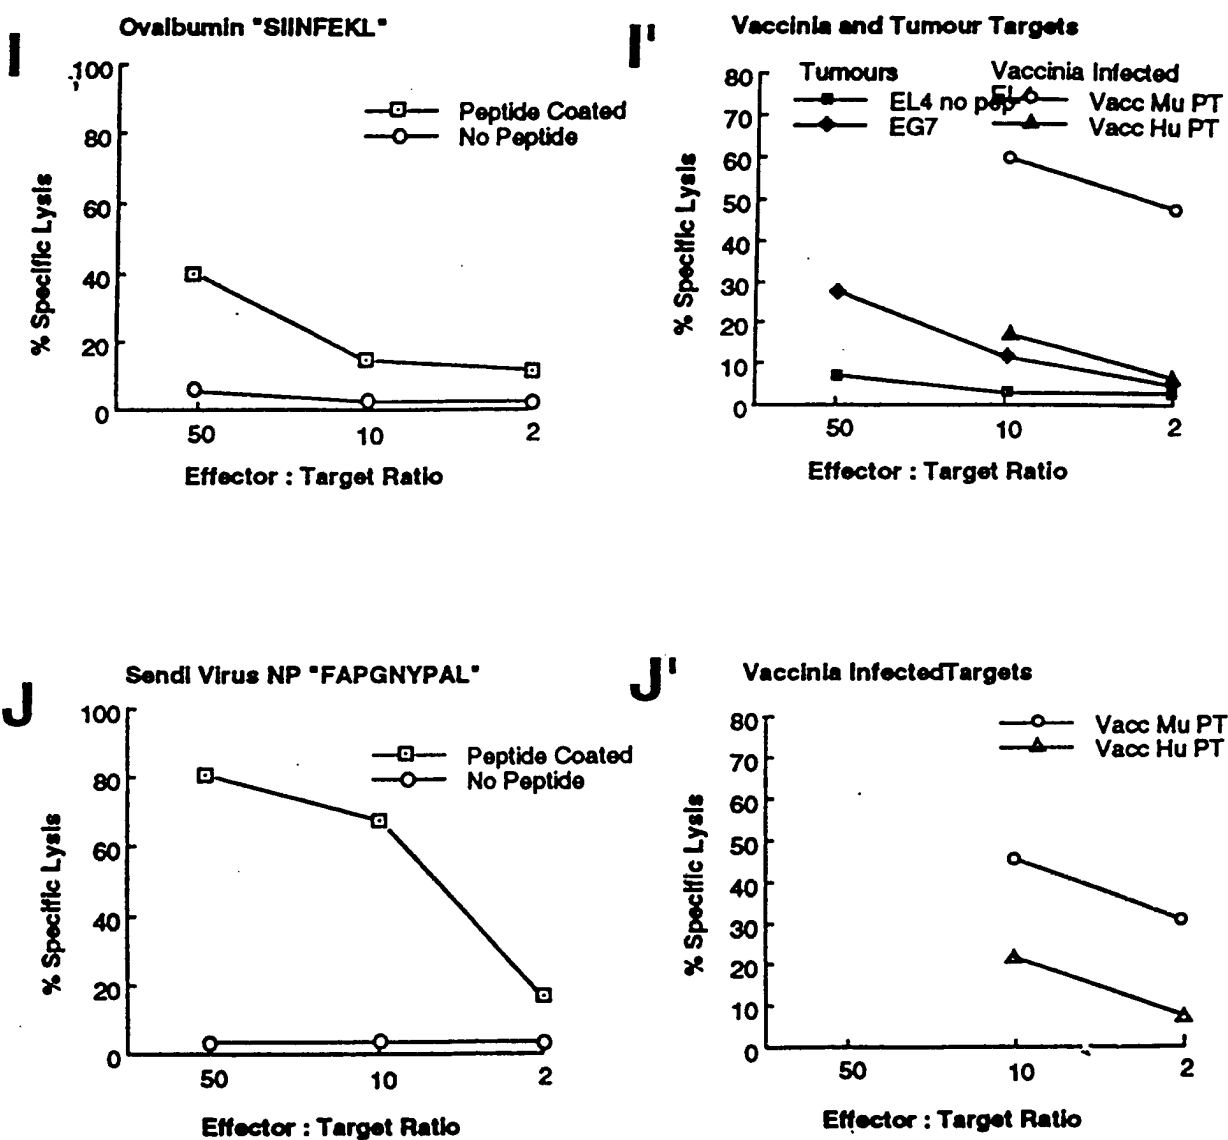 I
Ovalbumin "SIINFEKL"
100
80
60
40
20
0
% Specific Lysis
Peptide Coated
No Peptide
50 10 2
Effector : Target Ratio
I'
Vaccinia and Tumour Targets
Tumours
EL4 no pep
EG7
Vaccinia Infected
EL4
Vacc Mu PT
Vacc Hu PT
80
70
60
50
40
30
20
10
0
% Specific Lysis
50 10 2
Effector : Target Ratio
J
Sendi Virus NP "FAPGNYPAL"
100
80
60
40
20
0
% Specific Lysis
Peptide Coated
No Peptide
50 10 2
Effector : Target Ratio
J'
Vaccinia InfectedTargets
Vacc Mu PT
Vacc Hu PT
80
70
60
50
40
30
20
10
0
% Specific Lysis
50 10 2
Effector : Target Ratio